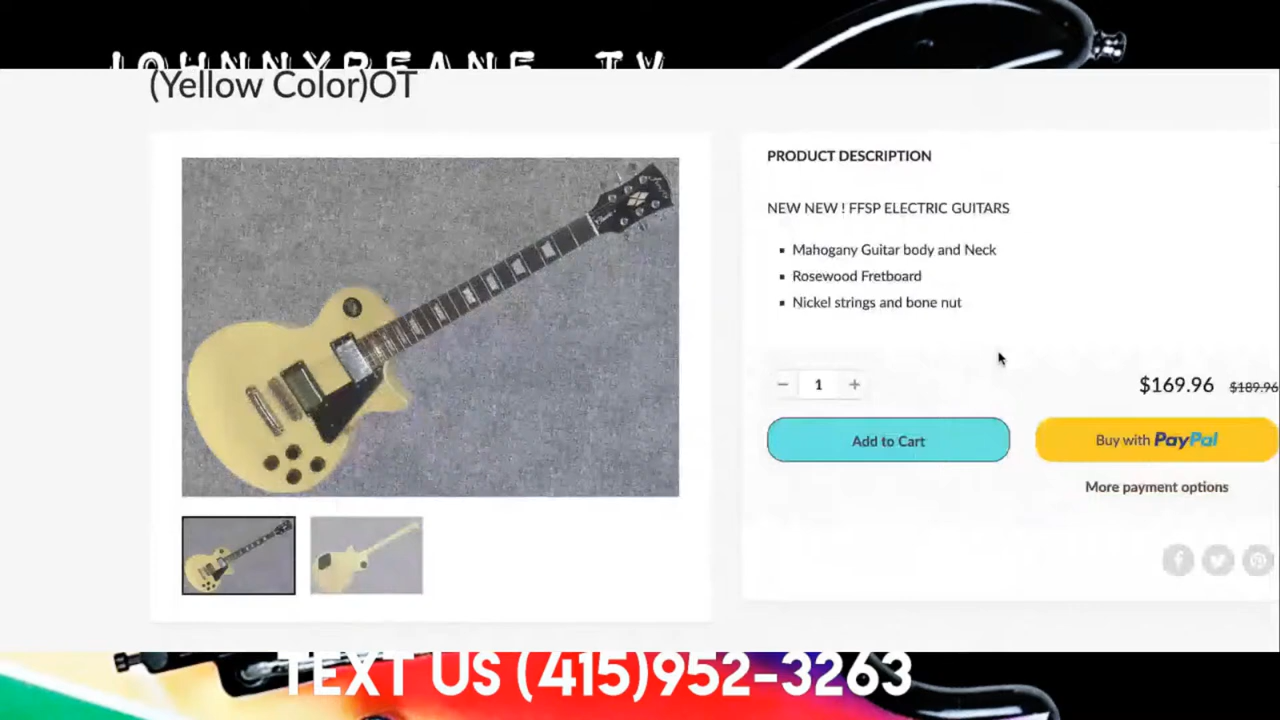 JOHNNYBEANE TV
(Yellow Color)OT
PRODUCT DESCRIPTION
NEW NEW ! FFSP ELECTRIC GUITARS
Mahogany Guitar body and Neck
Rosewood Fretboard
Nickel strings and bone nut
1
$169.96 $189.96
Add to Cart
Buy with PayPal
More payment options
TEXT US (415)952-3263